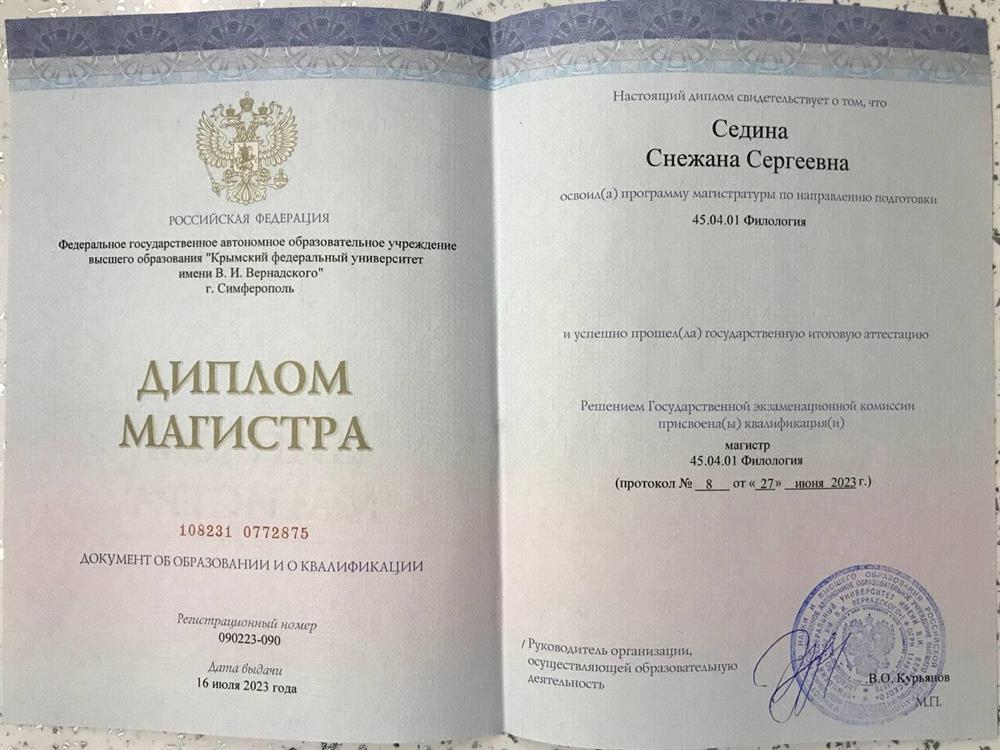 РОССИЙСКАЯ ФЕДЕРАЦИЯ
Федеральное государственное автономное образовательное учреждение
высшего образования "Крымский федеральный университет
имени В. И. Вернадского"
г. Симферополь
ДИПЛОМ
МАГИСТРА
108231 0772875
ДОКУМЕНТ ОБ ОБРАЗОВАНИИ И О КВАЛИФИКАЦИИ
Регистрационный номер
090223-090
Дата выдачи
16 июля 2023 года
Настоящий диплом свидетельствует о том, что
Седина
Снежана Сергеевна
освоил(а) программу магистратуры по направлению подготовки
45.04.01 Филология
и успешно прошел(ла) государственную итоговую аттестацию
Решением Государственной экзаменационной комиссии
присвоена(ы) квалификация(и)
магистр
45.04.01 Филология
(протокол № 8 от «27» июня 2023 г.)
/ Руководитель организации,
осуществляющей образовательную
деятельность
В.О. Курьянов
М.П.